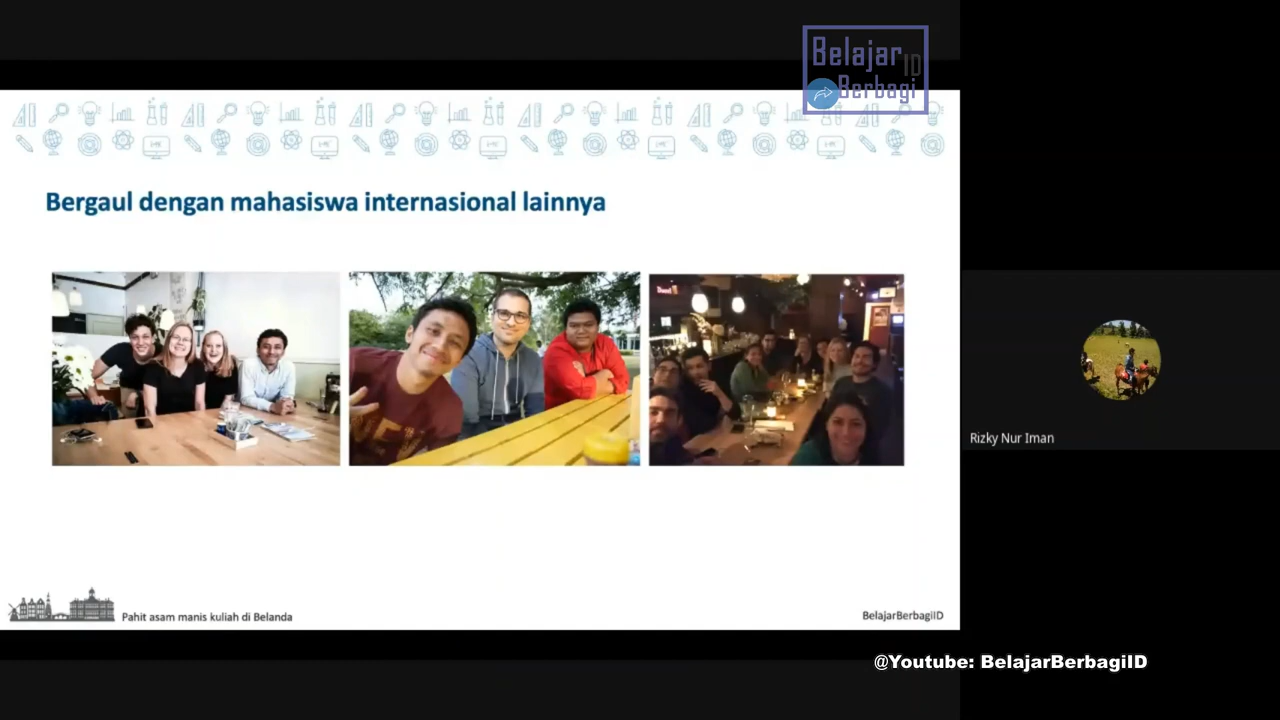 Belajar
ID
Berbagi
Bergaul dengan mahasiswa internasional lainnya
Rizky Nur Iman
Pahit asam manis kuliah di Belanda
BelajarBerbagiID
@Youtube: BelajarBerbagiID